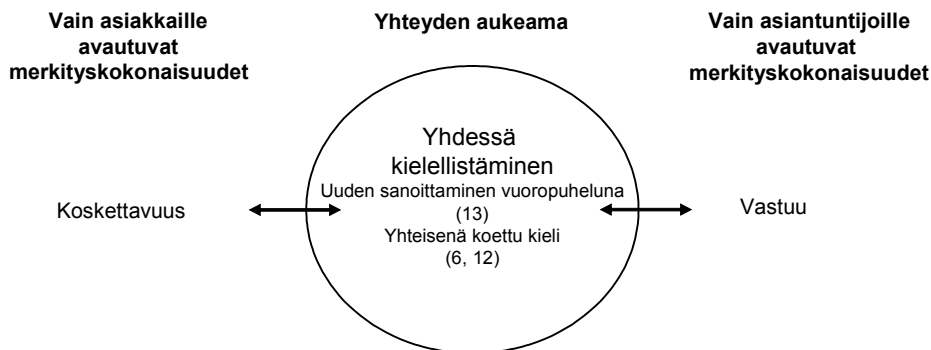 Vain asiakkaille
avautuvat
merkityskokonaisuudet
Yhteyden aukeama
Vain asiantuntijoille
avautuvat
merkityskokonaisuudet
Yhdessä
kielellistäminen
Uuden sanoittaminen vuoropuheluna
(13)
Yhteisenä koettu kieli
(6, 12)
Koskettavuus
Vastuu